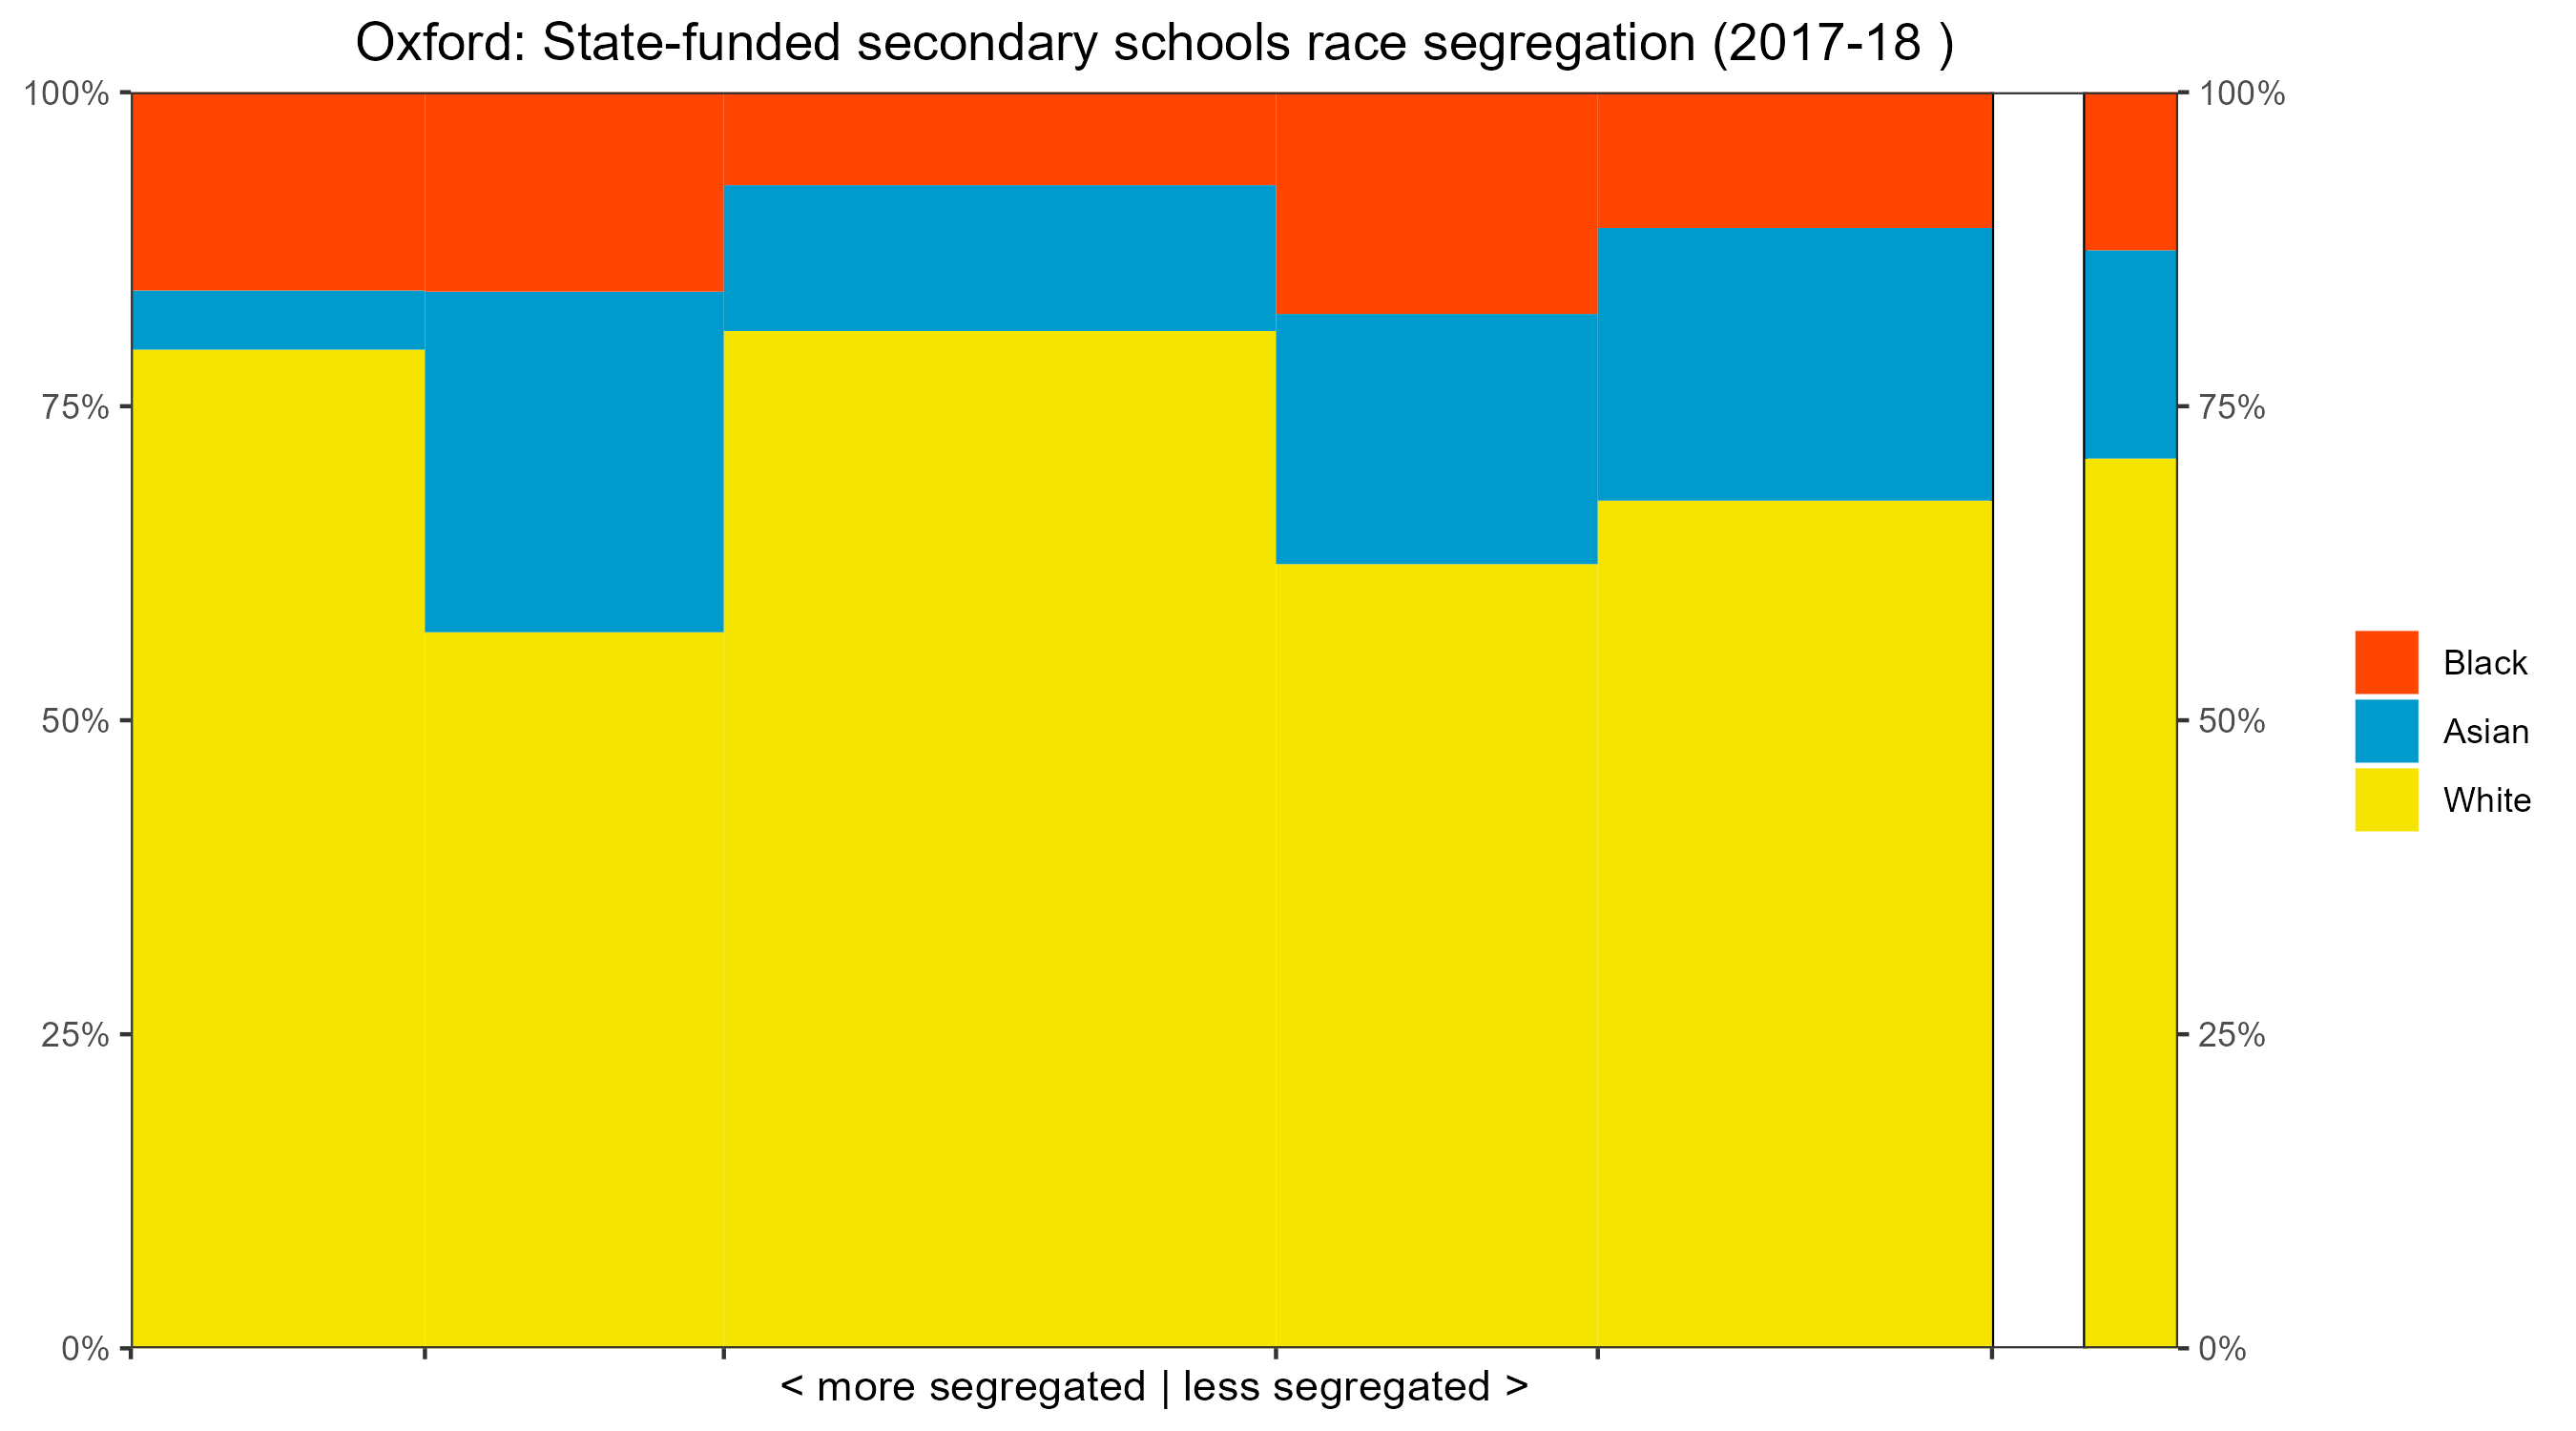 Oxford: State-funded secondary schools race segregation (2017-18 )
100%
75%
50%
25%
0%
100%
75%
50%
25%
0%
Black
Asian
White
< more segregated | less segregated >